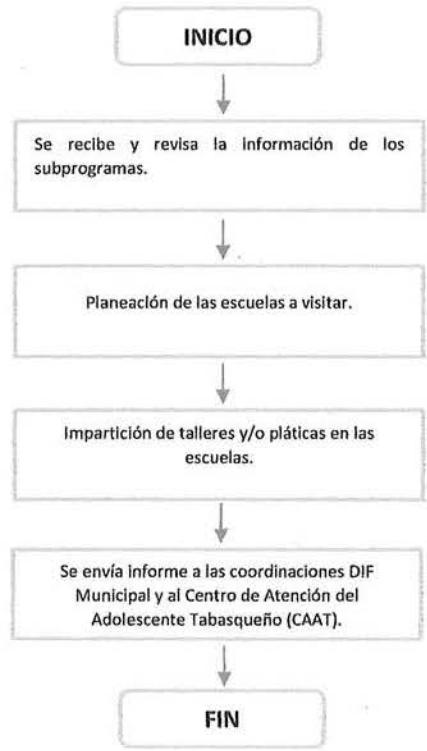 INICIO
Se recibe y revisa la información de los
subprogramas.
Planeación de las escuelas a visitar.
Impartición de talleres y/o pláticas en las
escuelas.
Se envía informe a las coordinaciones DIF
Municipal y al Centro de Atención del
Adolescente Tabasqueño (CAAT).
FIN